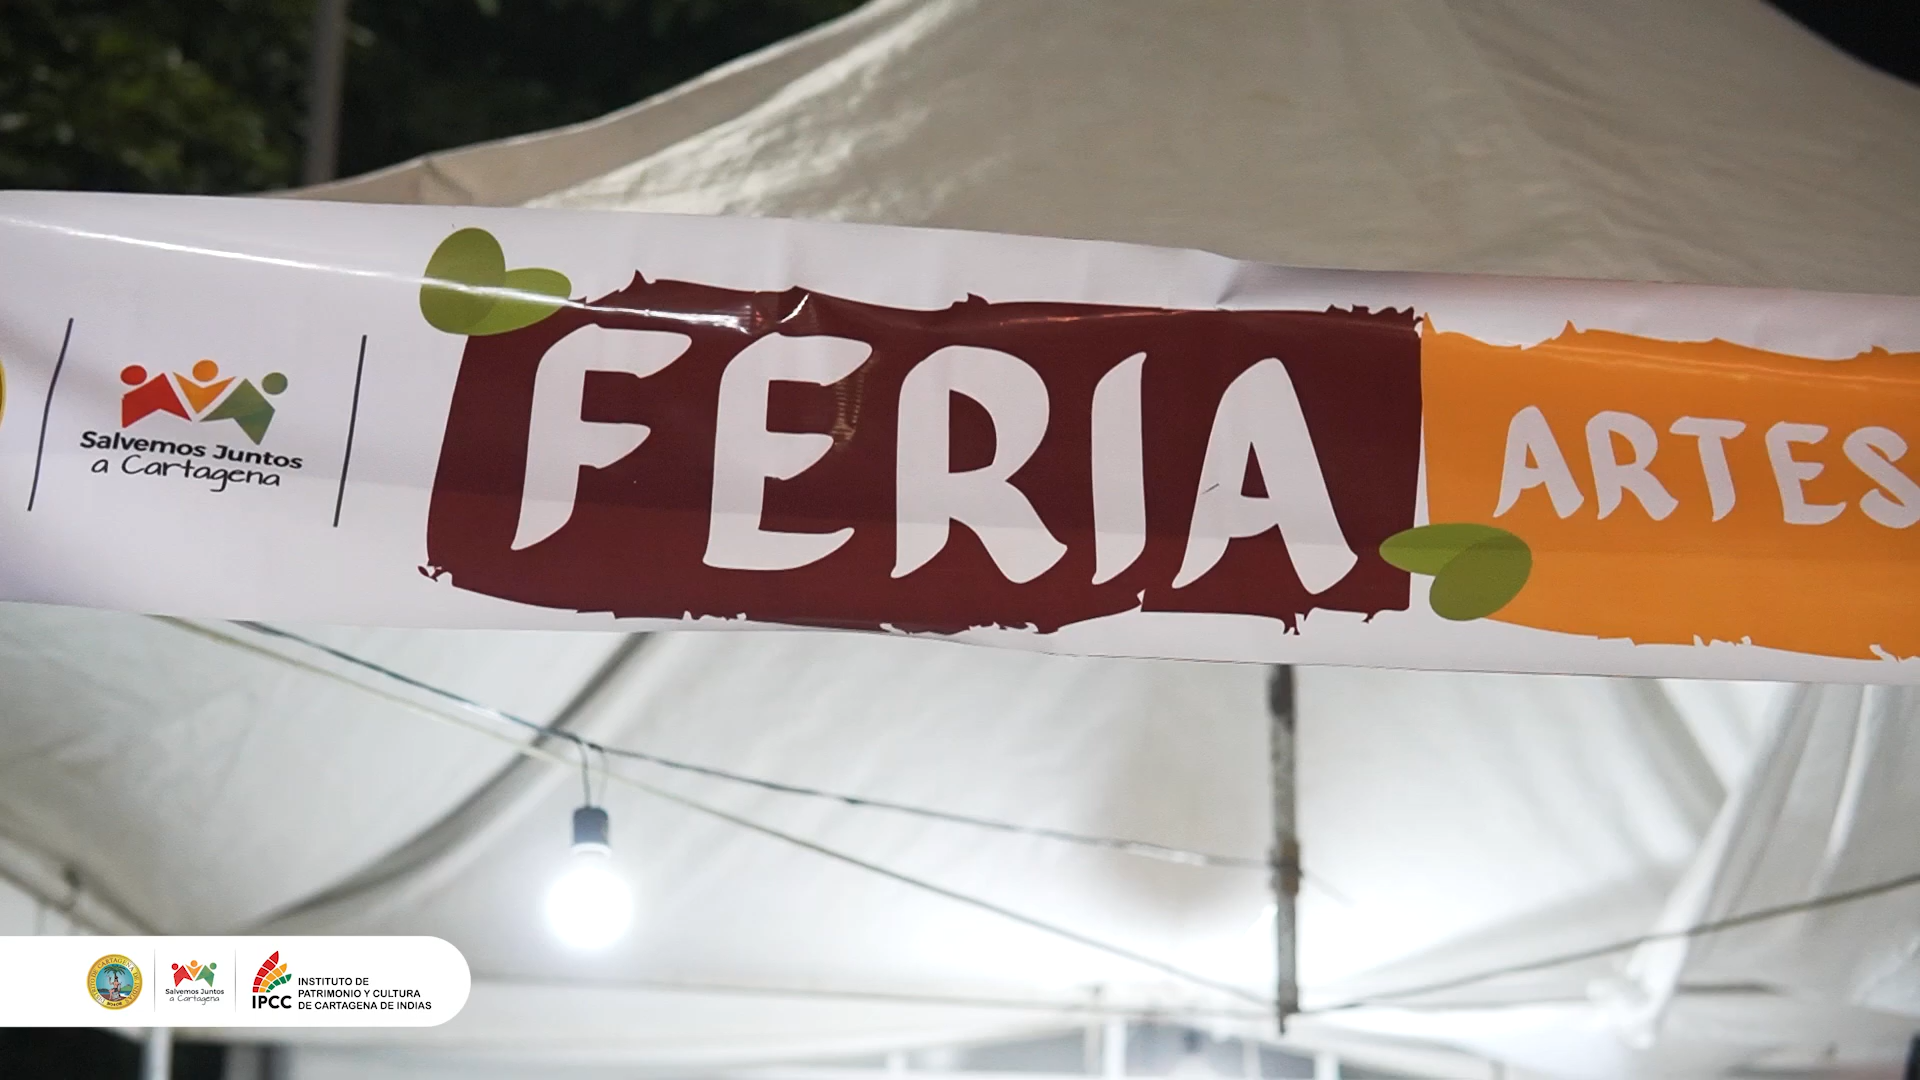 Salvemos Juntos
a Cartagena
FERIA
ARTES
Salvemos Juntos
a Cartagena
IPCC
INSTITUTO DE
PATRIMONIO Y CULTURA
DE CARTAGENA DE INDIAS